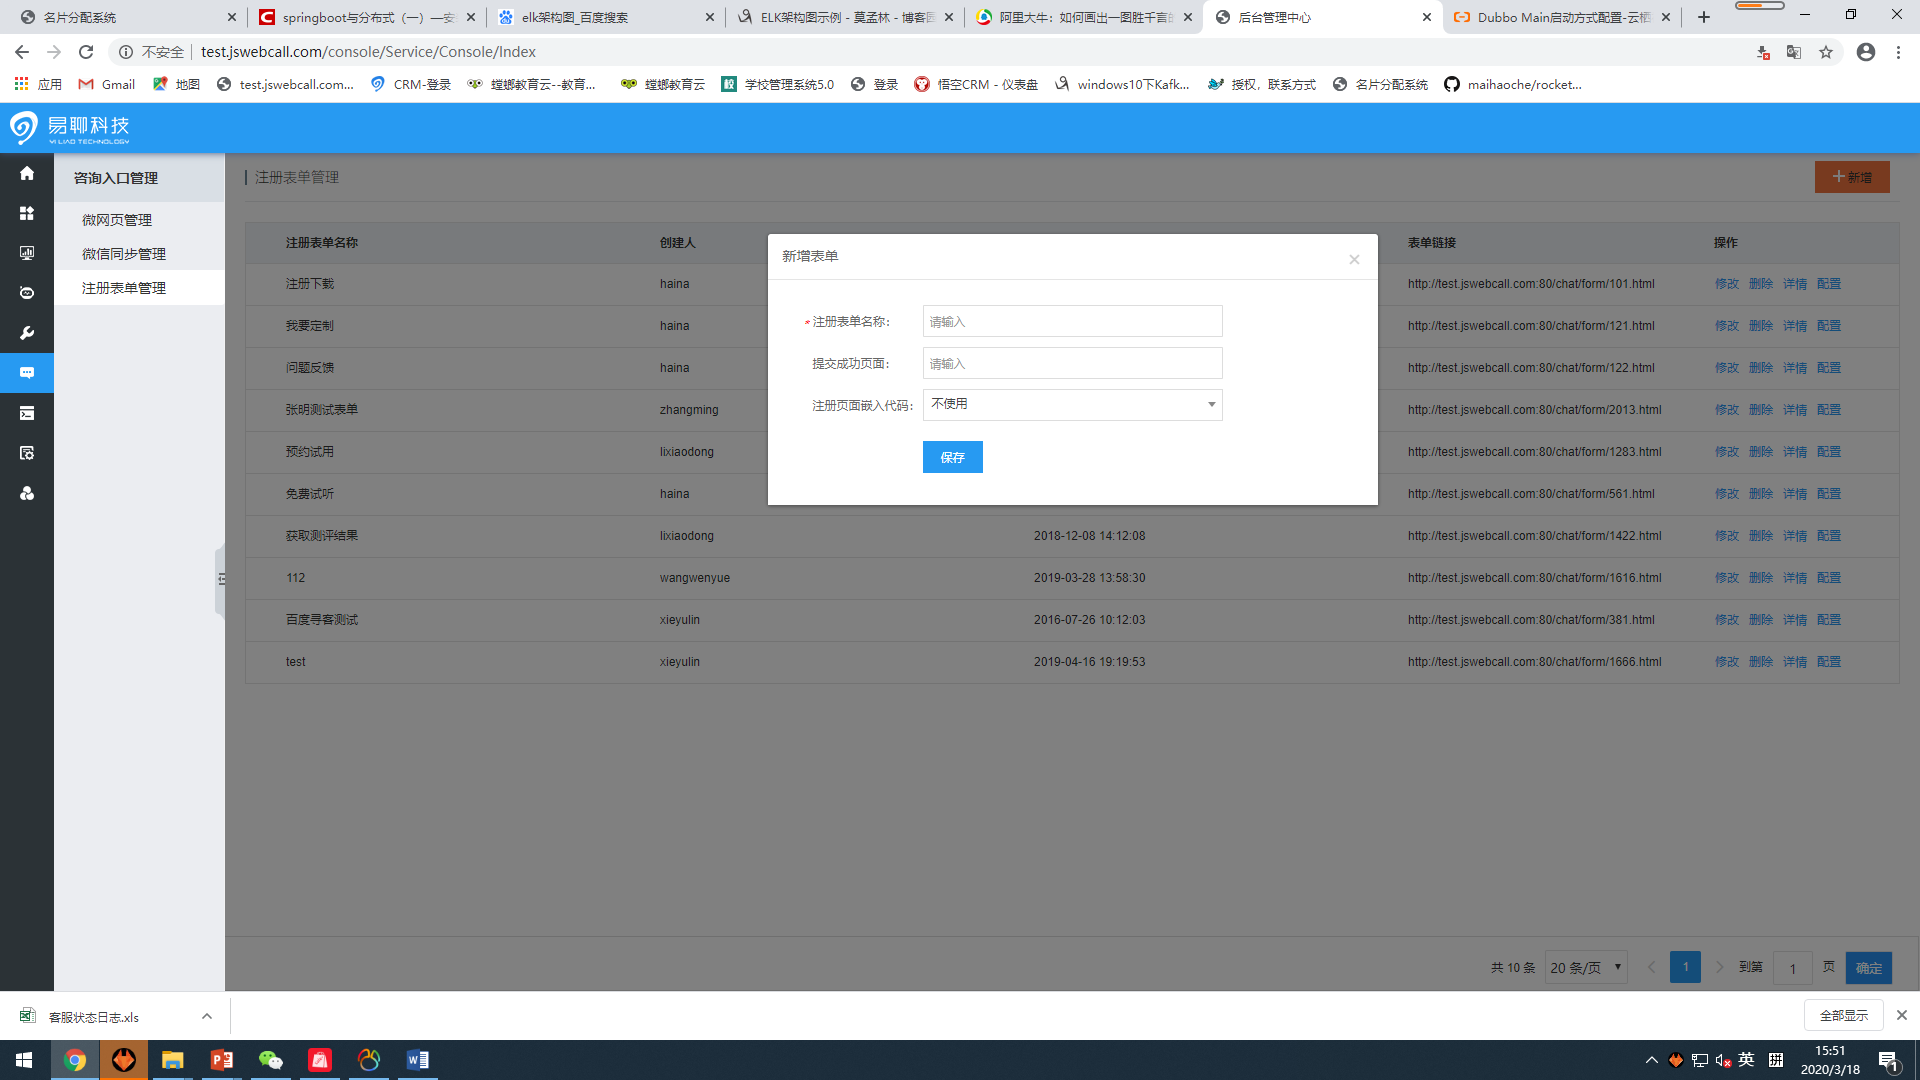 名片分配系统
springboot与分布式（一）—安
elk架构图_百度搜索
ELK架构图示例 - 莫孟林 - 博客园
阿里大牛：如何画出一图胜千言的
后台管理中心
Dubbo Main启动方式配置-云栖
不安全 test.jswebcall.com/console/Service/Console/Index
应用 Gmail 地图 test.jswebcall.com... CRM-登录 螳螂教育云--教育... 螳螂教育云 学校管理系统5.0 登录 悟空CRM - 仪表盘 windows10下Kafk... 授权，联系方式 名片分配系统 maihaoche/rocket...
易聊科技
YI LIAO TECHNOLOGY
咨询入口管理
微网页管理
微信同步管理
注册表单管理
注册表单管理
新增
注册表单名称 创建人 表单链接 操作
注册下载 haina http://test.jswebcall.com:80/chat/form/101.html 修改 删除 详情 配置
我要定制 haina http://test.jswebcall.com:80/chat/form/121.html 修改 删除 详情 配置
问题反馈 haina http://test.jswebcall.com:80/chat/form/122.html 修改 删除 详情 配置
张明测试表单 zhangming http://test.jswebcall.com:80/chat/form/2013.html 修改 删除 详情 配置
预约试用 lixiaodong http://test.jswebcall.com:80/chat/form/1283.html 修改 删除 详情 配置
免费试听 haina http://test.jswebcall.com:80/chat/form/561.html 修改 删除 详情 配置
获取测评结果 lixiaodong 2018-12-08 14:12:08 http://test.jswebcall.com:80/chat/form/1422.html 修改 删除 详情 配置
112 wangwenyue 2019-03-28 13:58:30 http://test.jswebcall.com:80/chat/form/1616.html 修改 删除 详情 配置
百度寻客测试 xieyulin 2016-07-26 10:12:03 http://test.jswebcall.com:80/chat/form/381.html 修改 删除 详情 配置
test xieyulin 2019-04-16 19:19:53 http://test.jswebcall.com:80/chat/form/1666.html 修改 删除 详情 配置
新增表单
*注册表单名称： 请输入
提交成功页面： 请输入
注册页面嵌入代码： 不使用
保存
共 10 条 20 条/页 1 到第 1 页 确定
客服状态日志.xls
全部显示
英 拼
15:51
2020/3/18
1